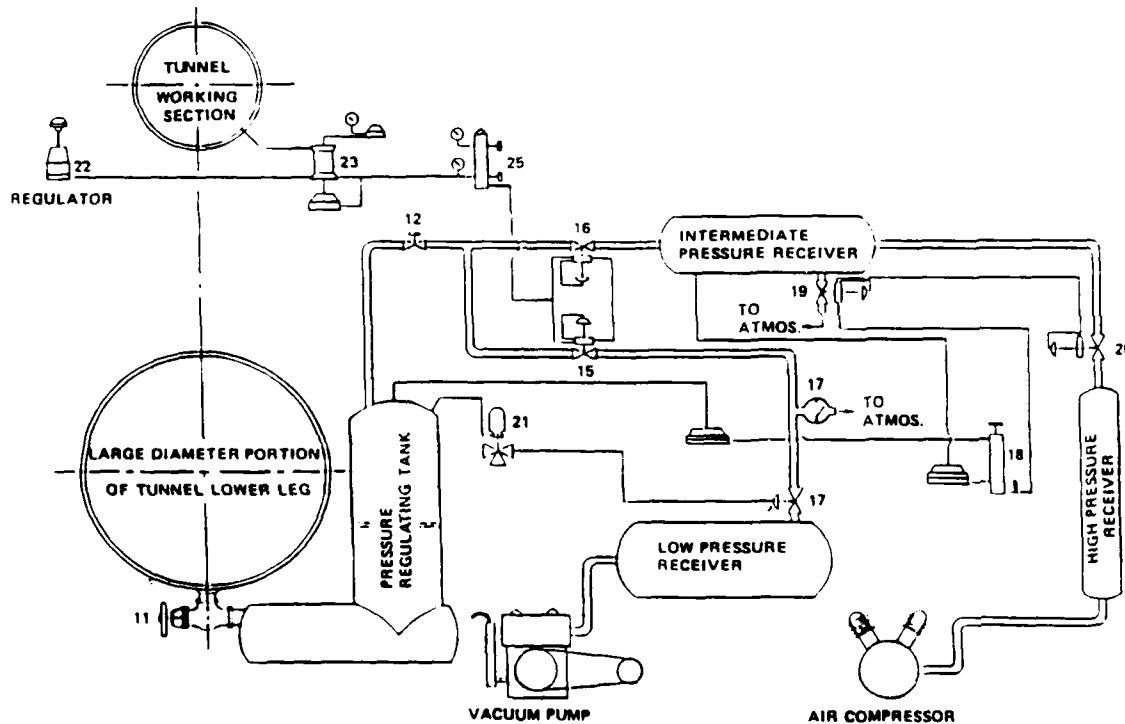 TUNNEL
WORKING
SECTION
22
REGULATOR
23
25
12
16
INTERMEDIATE
PRESSURE RECEIVER
19
TO
ATMOS.
15
17
TO
ATMOS.
21
18
HIGH PRESSURE
RECEIVER
LARGE DIAMETER PORTION
OF TUNNEL LOWER LEG
PRESSURE
REGULATING TANK
17
LOW PRESSURE
RECEIVER
11
VACUUM PUMP
AIR COMPRESSOR